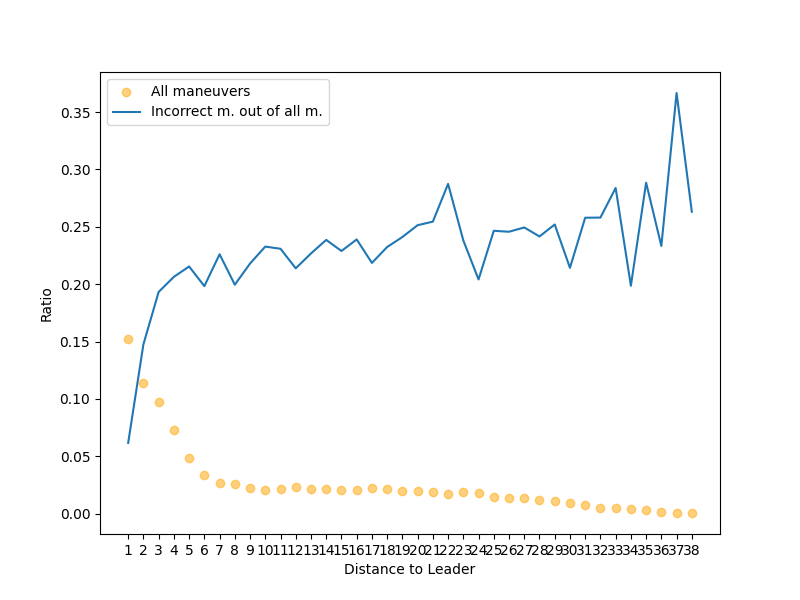 All maneuvers
Incorrect m. out of all m.
0.35
0.30
0.25
0.20
0.15
0.10
0.05
0.00
Ratio
1 2 3 4 5 6 7 8 9 10 11 12 13 14 15 16 17 18 19 20 21 22 23 24 25 26 27 28 29 30 31 32 33 34 35 36 37 38
Distance to Leader